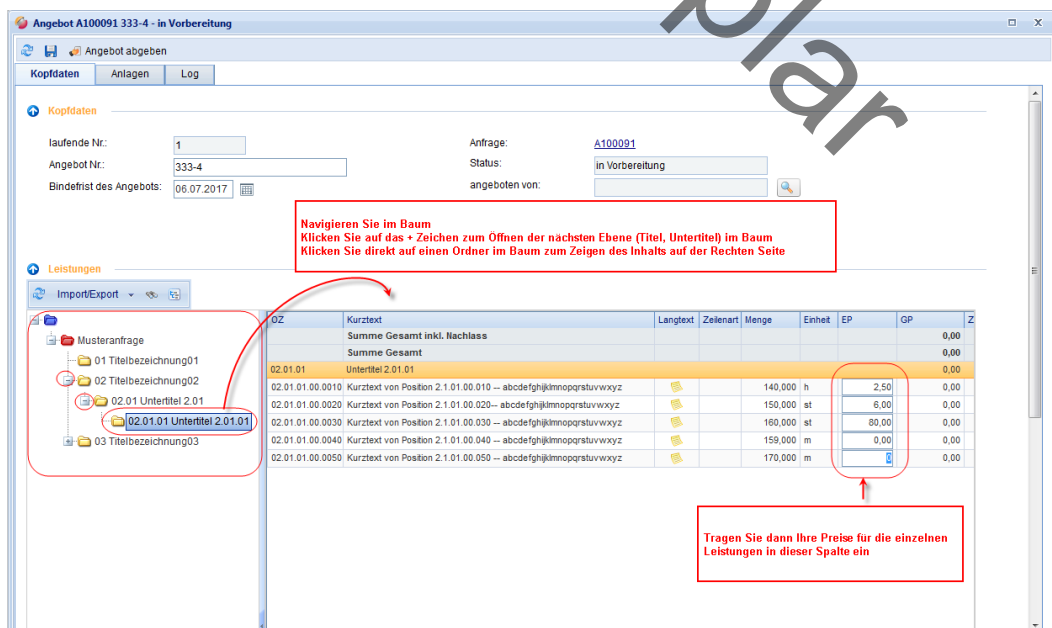 Angebot A100091 333-4 - in Vorbereitung
X
Angebot abgeben
Kopfdaten Anlagen Log
plar
Kopfdaten
laufende Nr.: 1 Anfrage: A100091
Angebot Nr.: 333-4 Status: in Vorbereitung
Bindefrist des Angebots: 06.07.2017 angeboten von:
Navigieren Sie im Baum
Klicken Sie auf das + Zeichen zum Öffnen der nächsten Ebene (Titel, Untertitel) im Baum
Klicken Sie direkt auf einen Ordner im Baum zum Zeigen des Inhalts auf der Rechten Seite
Leistungen
Import/Export
Musteranfrage
01 Titelbezeichnung01
02 Titelbezeichnung02
02.01 Untertitel 2.01
02.01.01 Untertitel 2.01.01
03 Titelbezeichnung03
OZ Kurztext Langtext Zeilenart Menge Einheit EP GP Z
Summe Gesamt inkl. Nachlass 0,00
Summe Gesamt 0,00
02.01.01 Untertitel 2.01.01 0,00
02.01.01.00.0010 Kurztext von Position 2.1.01.00.010 -- abcdefghijklmnopqrstuvwxyz 140,000 h 2,50 0,00
02.01.01.00.0020 Kurztext von Position 2.1.01.00.020-- abcdefghijklmnopqrstuvwxyz 150,000 st 6,00 0,00
02.01.01.00.0030 Kurztext von Position 2.1.01.00.030 -- abcdefghijklmnopqrstuvwxyz 160,000 st 80,00 0,00
02.01.01.00.0040 Kurztext von Position 2.1.01.00.040 -- abcdefghijklmnopqrstuvwxyz 159,000 m 0,00 0,00
02.01.01.00.0050 Kurztext von Position 2.1.01.00.050 -- abcdefghijklmnopqrstuvwxyz 170,000 m 0 0,00
Tragen Sie dann Ihre Preise für die einzelnen
Leistungen in dieser Spalte ein